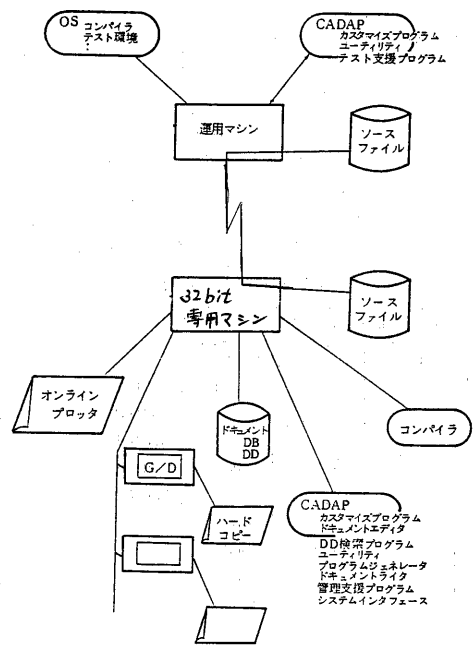 OS コンパイラ
テスト環境
⋮
CADAP
カスタマイズプログラム
ユーティリティ
テスト支援プログラム
運用マシン
ソース
ファイル
32bit
専用マシン
ソース
ファイル
オンライン
プロッタ
ドキュメント
DB
DD
コンパイラ
G/D
ハード
コピー
CADAP
カスタマイズプログラム
ドキュメントエディタ
DD検索プログラム
ユーティリティ
プログラムジェネレータ
ドキュメントライタ
管理支援プログラム
システムインタフェース